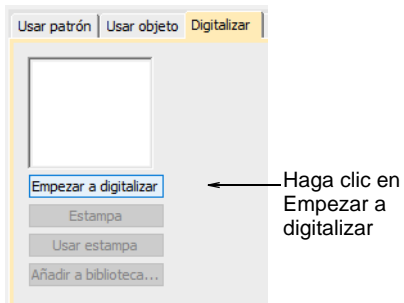 Usar patrón Usar objeto Digitalizar
Empezar a digitalizar
Estampa
Usar estampa
Añadir a biblioteca...
Haga clic en
Empezar a
digitalizar